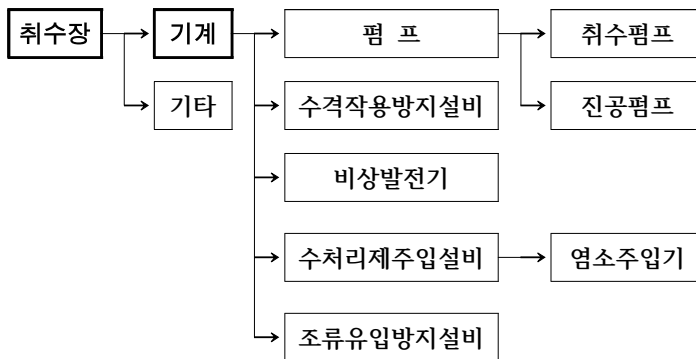 취수장
기계
펌 프
취수펌프
기타
수격작용방지설비
진공펌프
비상발전기
수처리제주입설비
염소주입기
조류유입방지설비